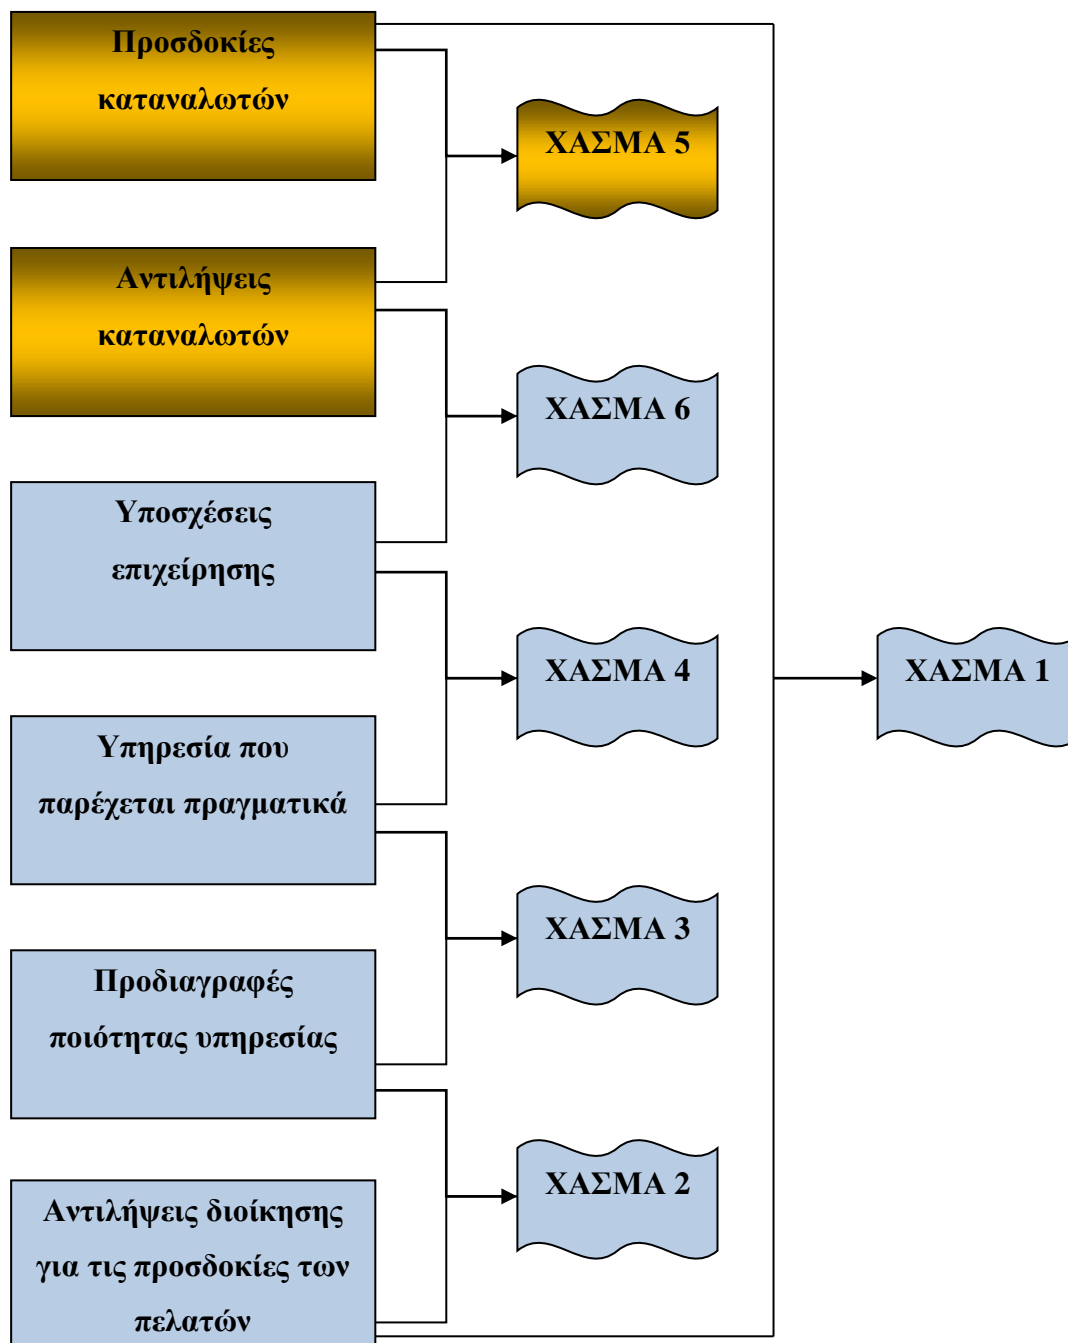 Προσδοκίες
καταναλωτών
ΧΑΣΜΑ 5
Αντιλήψεις
καταναλωτών
ΧΑΣΜΑ 6
Υποσχέσεις
επιχείρησης
ΧΑΣΜΑ 4
ΧΑΣΜΑ 1
Υπηρεσία που
παρέχεται πραγματικά
ΧΑΣΜΑ 3
Προδιαγραφές
ποιότητας υπηρεσίας
ΧΑΣΜΑ 2
Αντιλήψεις διοίκησης
για τις προσδοκίες των
πελατών